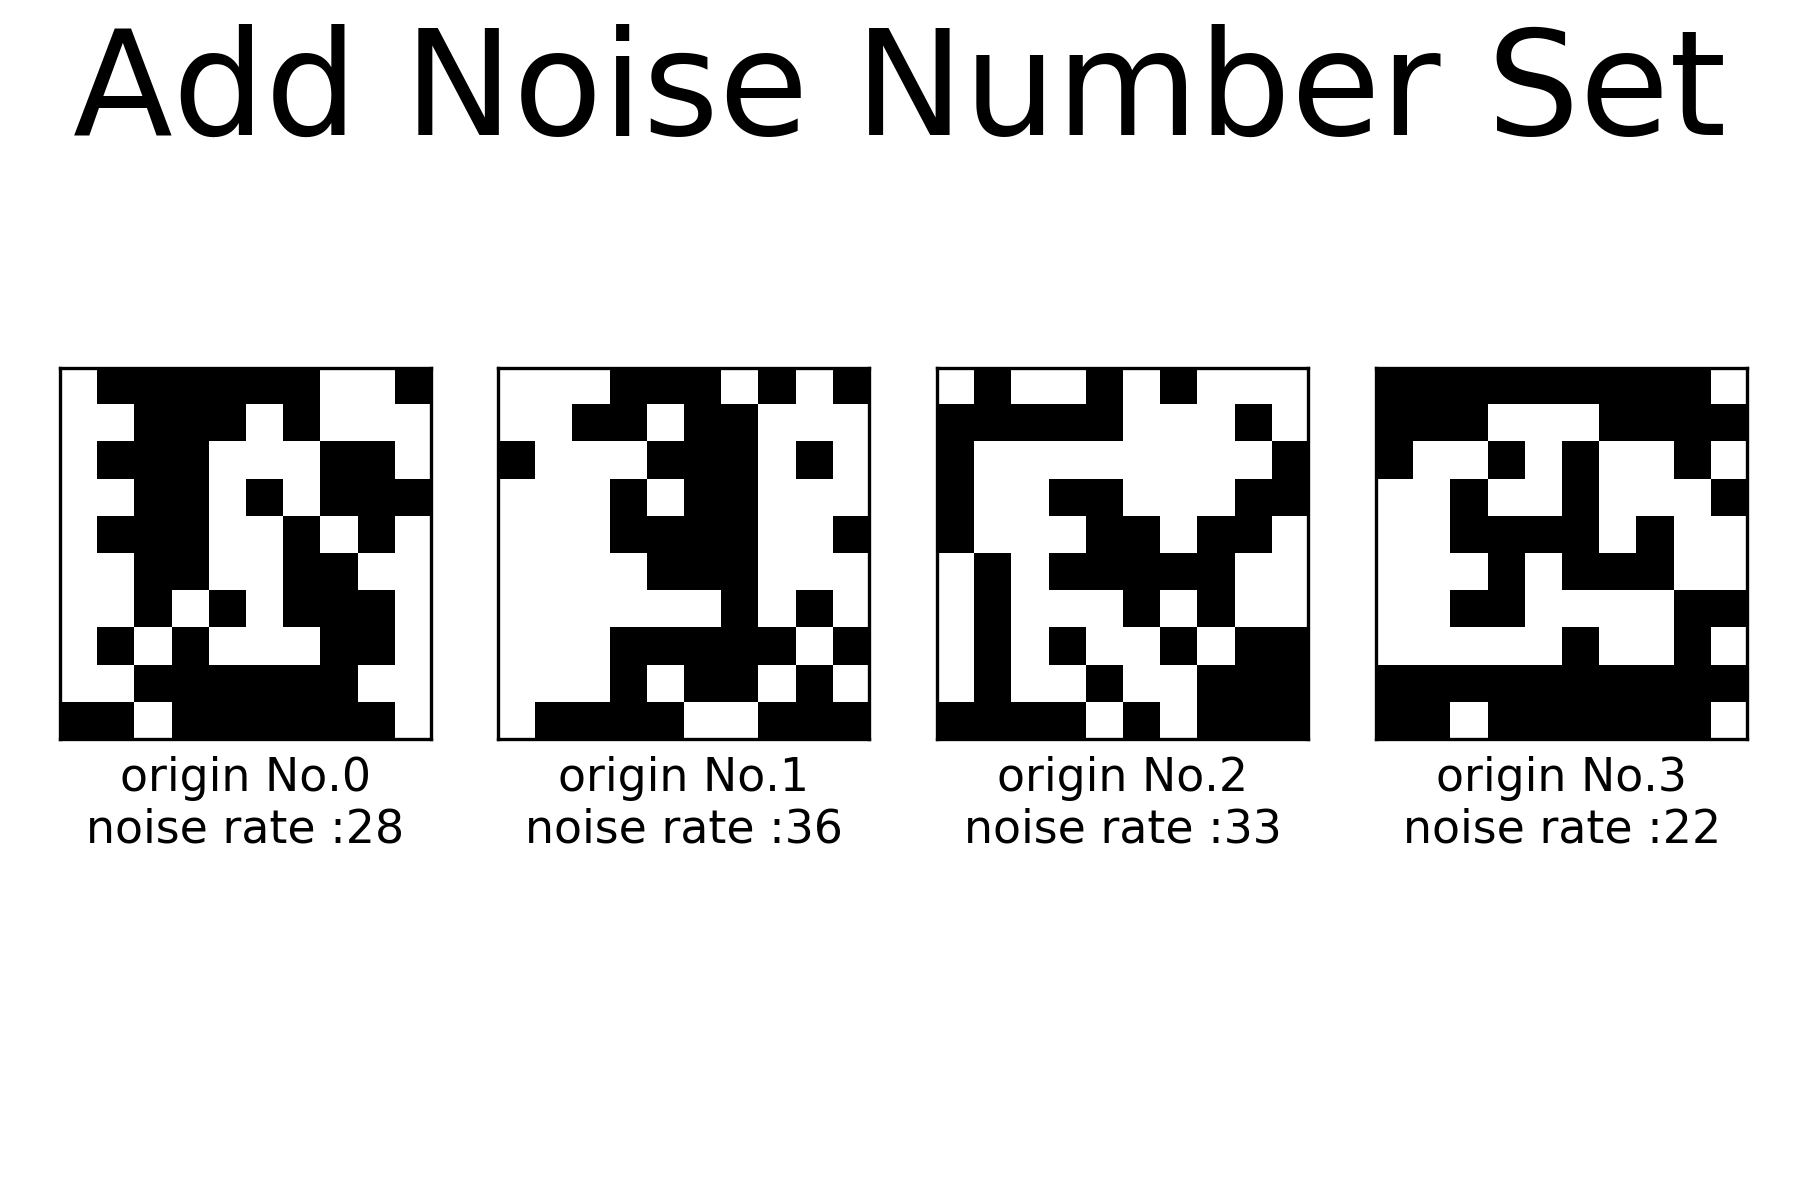 Add Noise Number Set
origin No.0
noise rate :28
origin No.1
noise rate :36
origin No.2
noise rate :33
origin No.3
noise rate :22